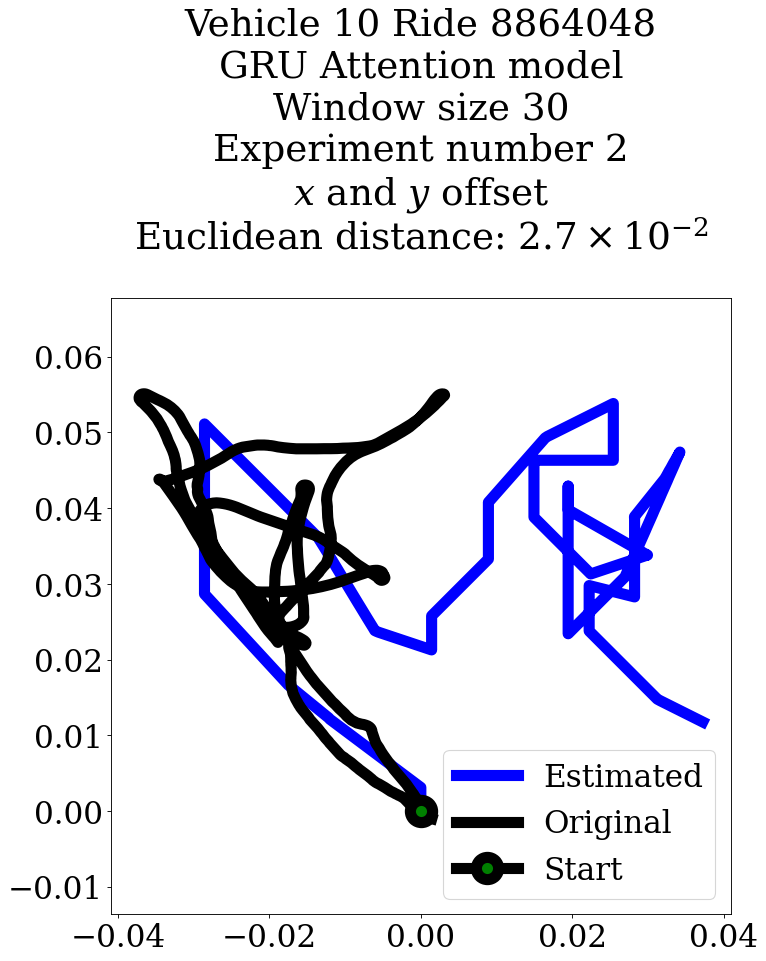 Vehicle 10 Ride 8864048
GRU Attention model
Window size 30
Experiment number 2
x and y offset
Euclidean distance: 2.7 × 10⁻²
0.06
0.05
0.04
0.03
0.02
0.01
0.00
−0.01
Estimated
Original
Start
−0.04 −0.02 0.00 0.02 0.04